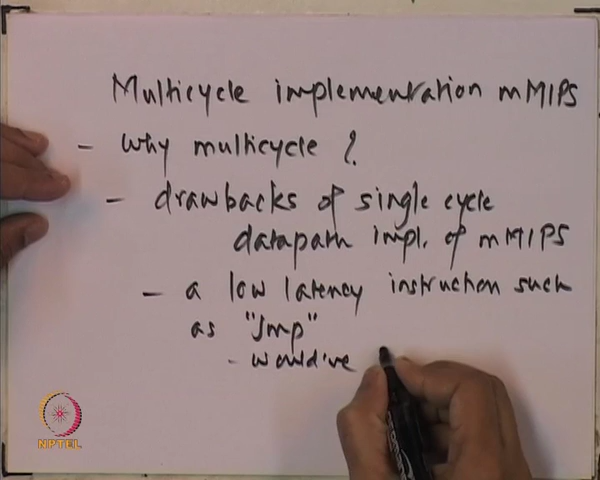 Multicycle implementation mMIPS
- why multicycle ?
- drawbacks of single cycle
datapath impl. of mMIPS
- a low latency instruction such
as "Jmp"
- would've
NPTEL